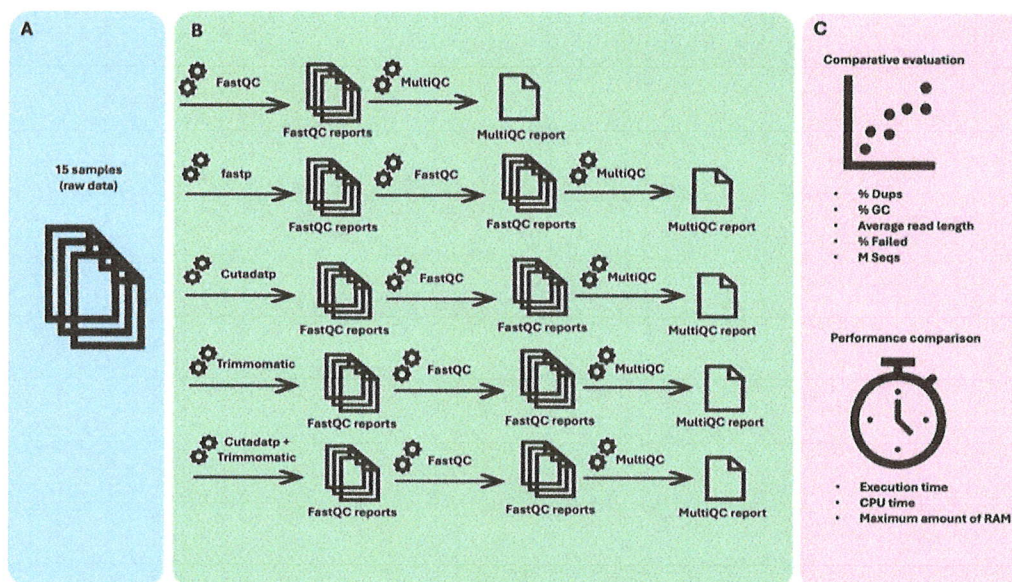 A
15 samples
(raw data)
B
FastQC
MultiQC
FastQC reports
MultiQC report
fastp
FastQC
MultiQC
FastQC reports
FastQC reports
MultiQC report
Cutadatp
FastQC
MultiQC
FastQC reports
FastQC reports
MultiQC report
Trimmomatic
FastQC
MultiQC
FastQC reports
FastQC reports
MultiQC report
Cutadatp +
Trimmomatic
FastQC
MultiQC
FastQC reports
FastQC reports
MultiQC report
C
Comparative evaluation
• % Dups
• % GC
• Average read length
• % Failed
• M Seqs
Performance comparison
• Execution time
• CPU time
• Maximum amount of RAM